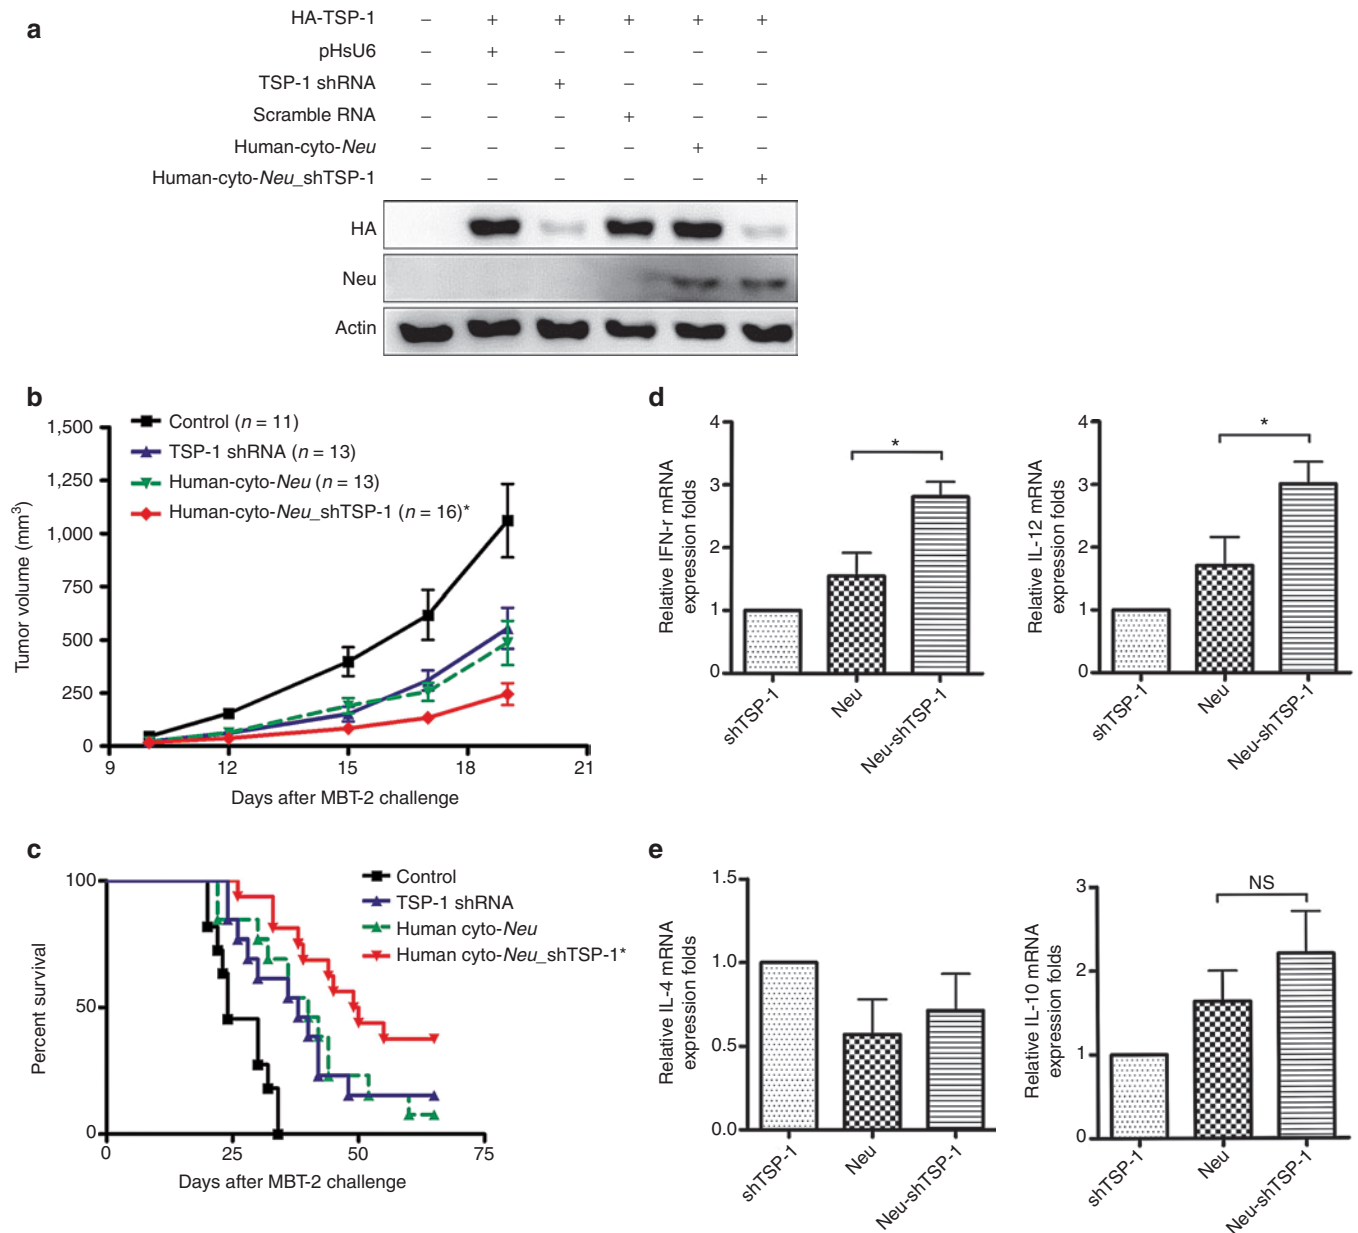 a
HA-TSP-1 – + + + + +
pHsU6 – + – – – –
TSP-1 shRNA – – + – – –
Scramble RNA – – – + – –
Human-cyto-Neu – – – – + –
Human-cyto-Neu_shTSP-1 – – – – – +
HA
Neu
Actin
b
Control (n = 11)
TSP-1 shRNA (n = 13)
Human-cyto-Neu (n = 13)
Human-cyto-Neu_shTSP-1 (n = 16)*
Tumor volume (mm³)
1,500
1,250
1,000
750
500
250
0
9 12 15 18 21
Days after MBT-2 challenge
c
Control
TSP-1 shRNA
Human cyto-Neu
Human cyto-Neu_shTSP-1*
Percent survival
100
50
0
0 25 50 75
Days after MBT-2 challenge
d
Relative IFN-r mRNA
expression folds
4
3
2
1
0
*
shTSP-1
Neu
Neu-shTSP-1
Relative IL-12 mRNA
expression folds
4
3
2
1
0
*
shTSP-1
Neu
Neu-shTSP-1
e
Relative IL-4 mRNA
expression folds
1.5
1.0
0.5
0.0
shTSP-1
Neu
Neu-shTSP-1
Relative IL-10 mRNA
expression folds
3
2
1
0
NS
shTSP-1
Neu
Neu-shTSP-1